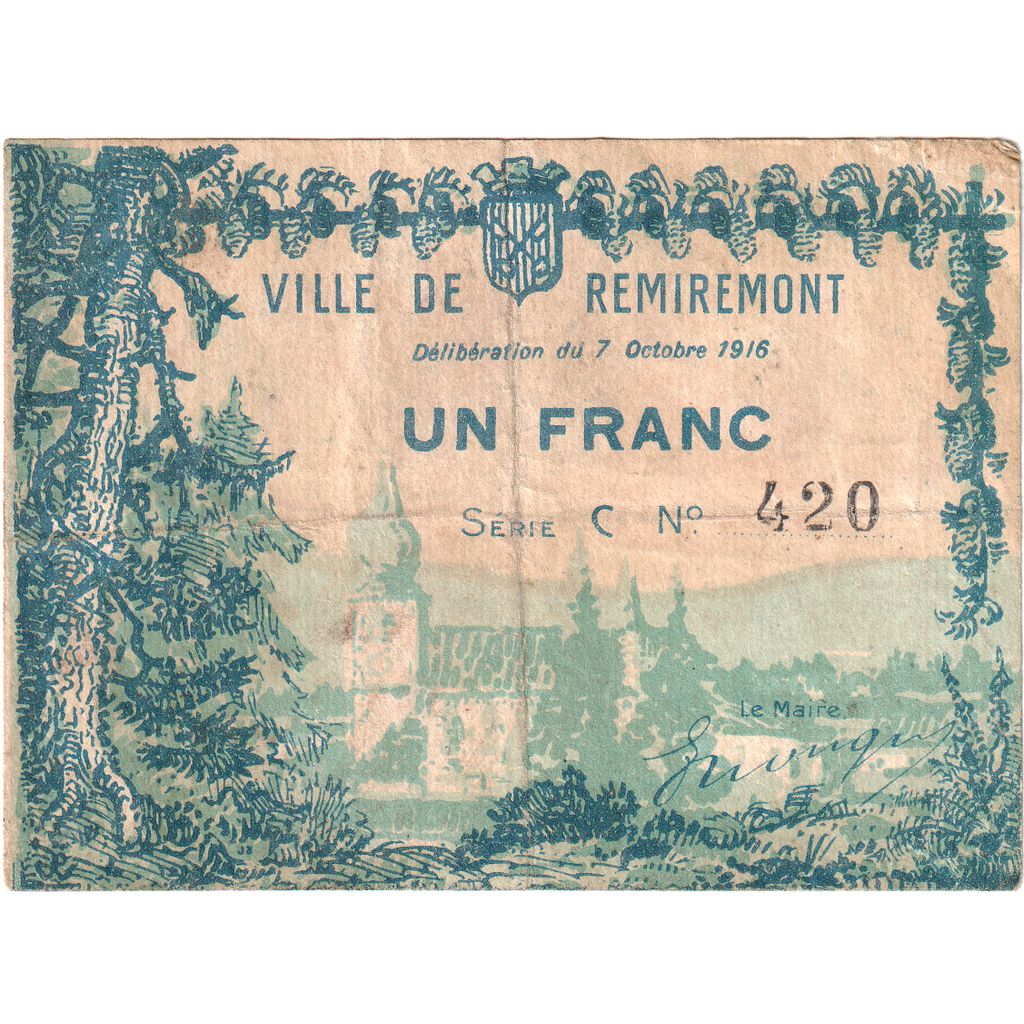 VILLE DE REMIREMONT
Délibération du 7 Octobre 1916
UN FRANC
SÉRIE C Nº 420
Le Maire,